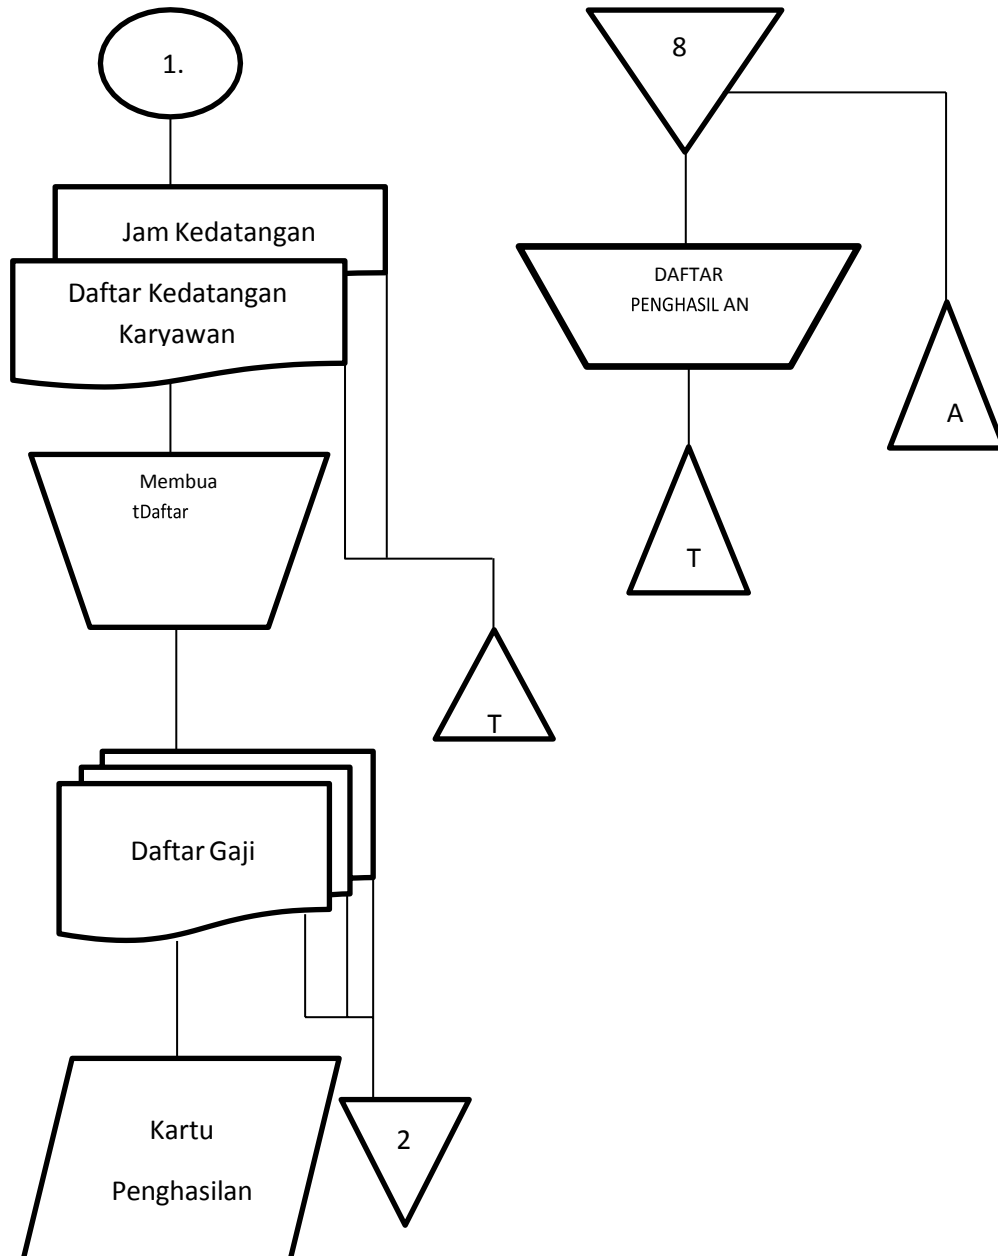 1.
Jam Kedatangan
Daftar Kedatangan
Karyawan
Membua
tDaftar
T
Daftar Gaji
Kartu
Penghasilan
2
8
DAFTAR
PENGHASIL AN
A
T